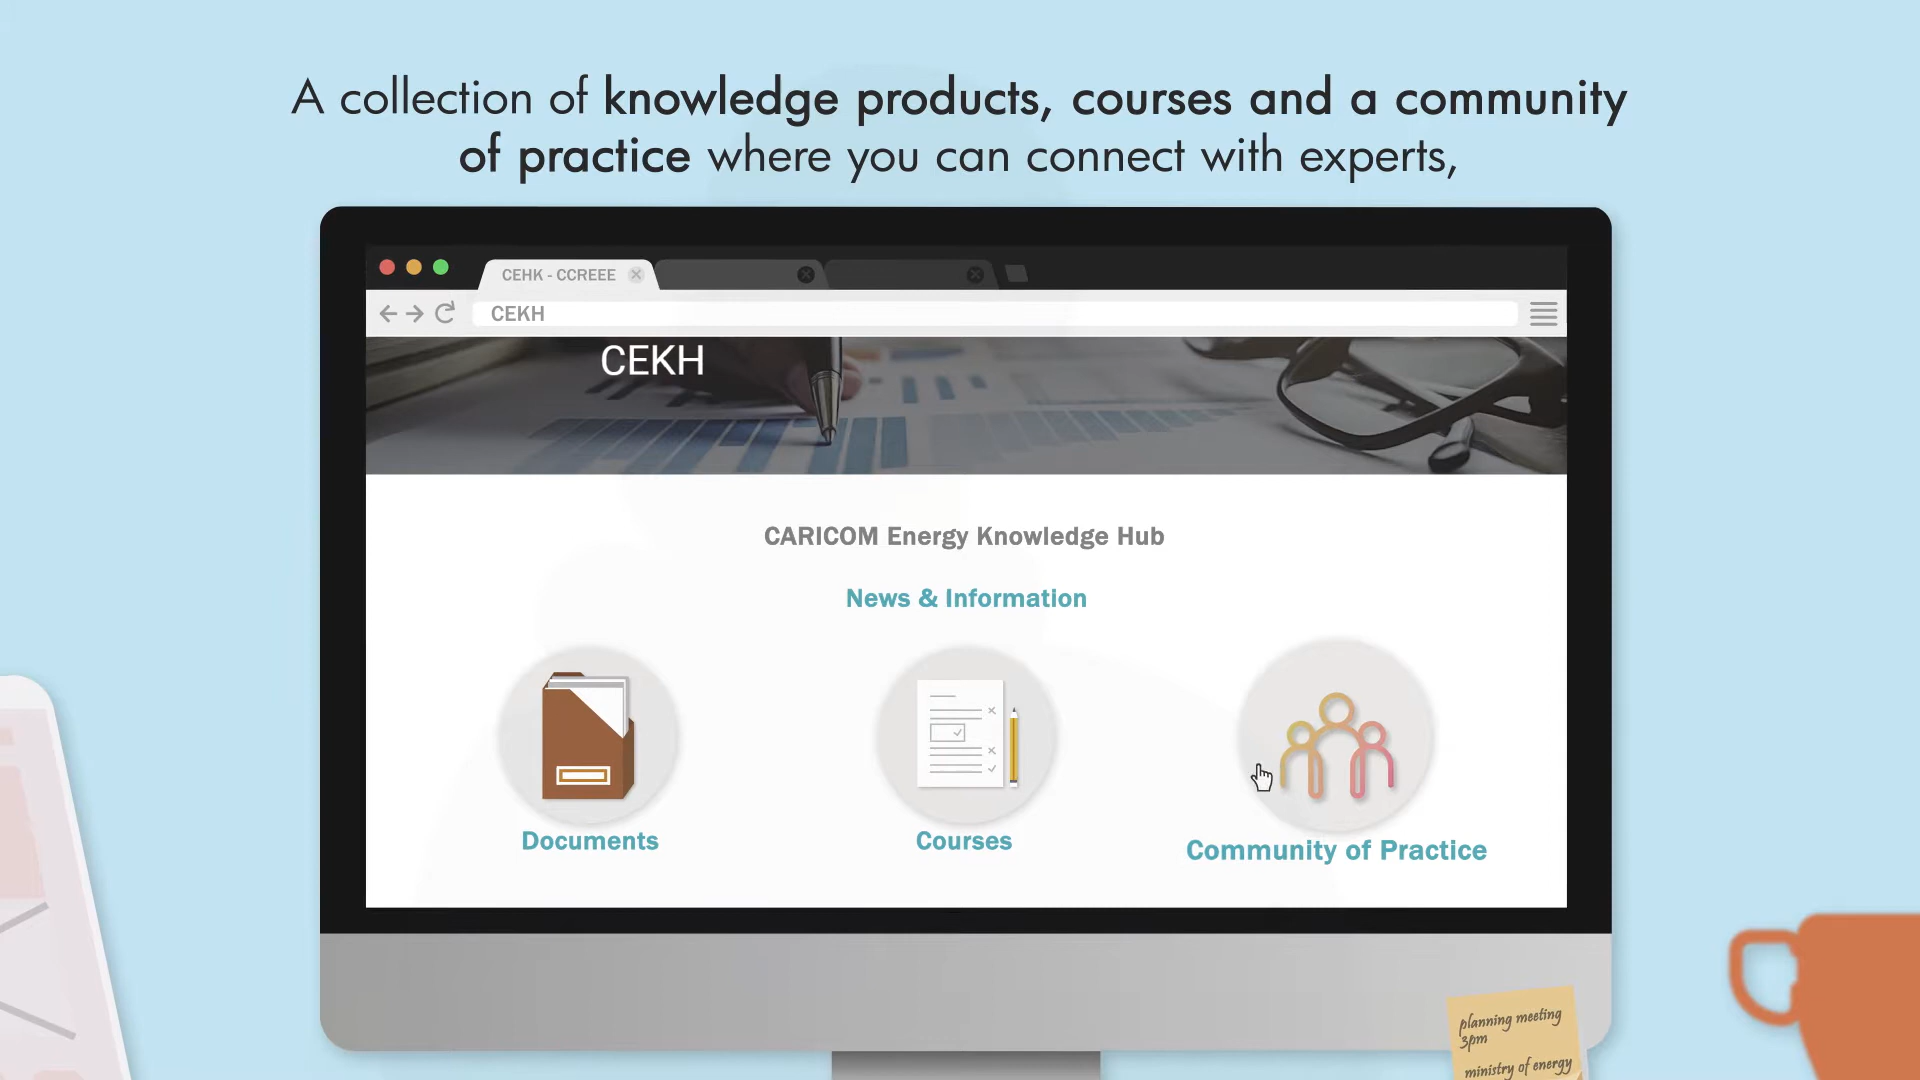 A collection of knowledge products, courses and a community
of practice where you can connect with experts,
CEHK - CCREEE
CEKH
CEKH
CARICOM Energy Knowledge Hub
News & Information
Documents
Courses
Community of Practice
planning meeting
3pm
ministry of energy